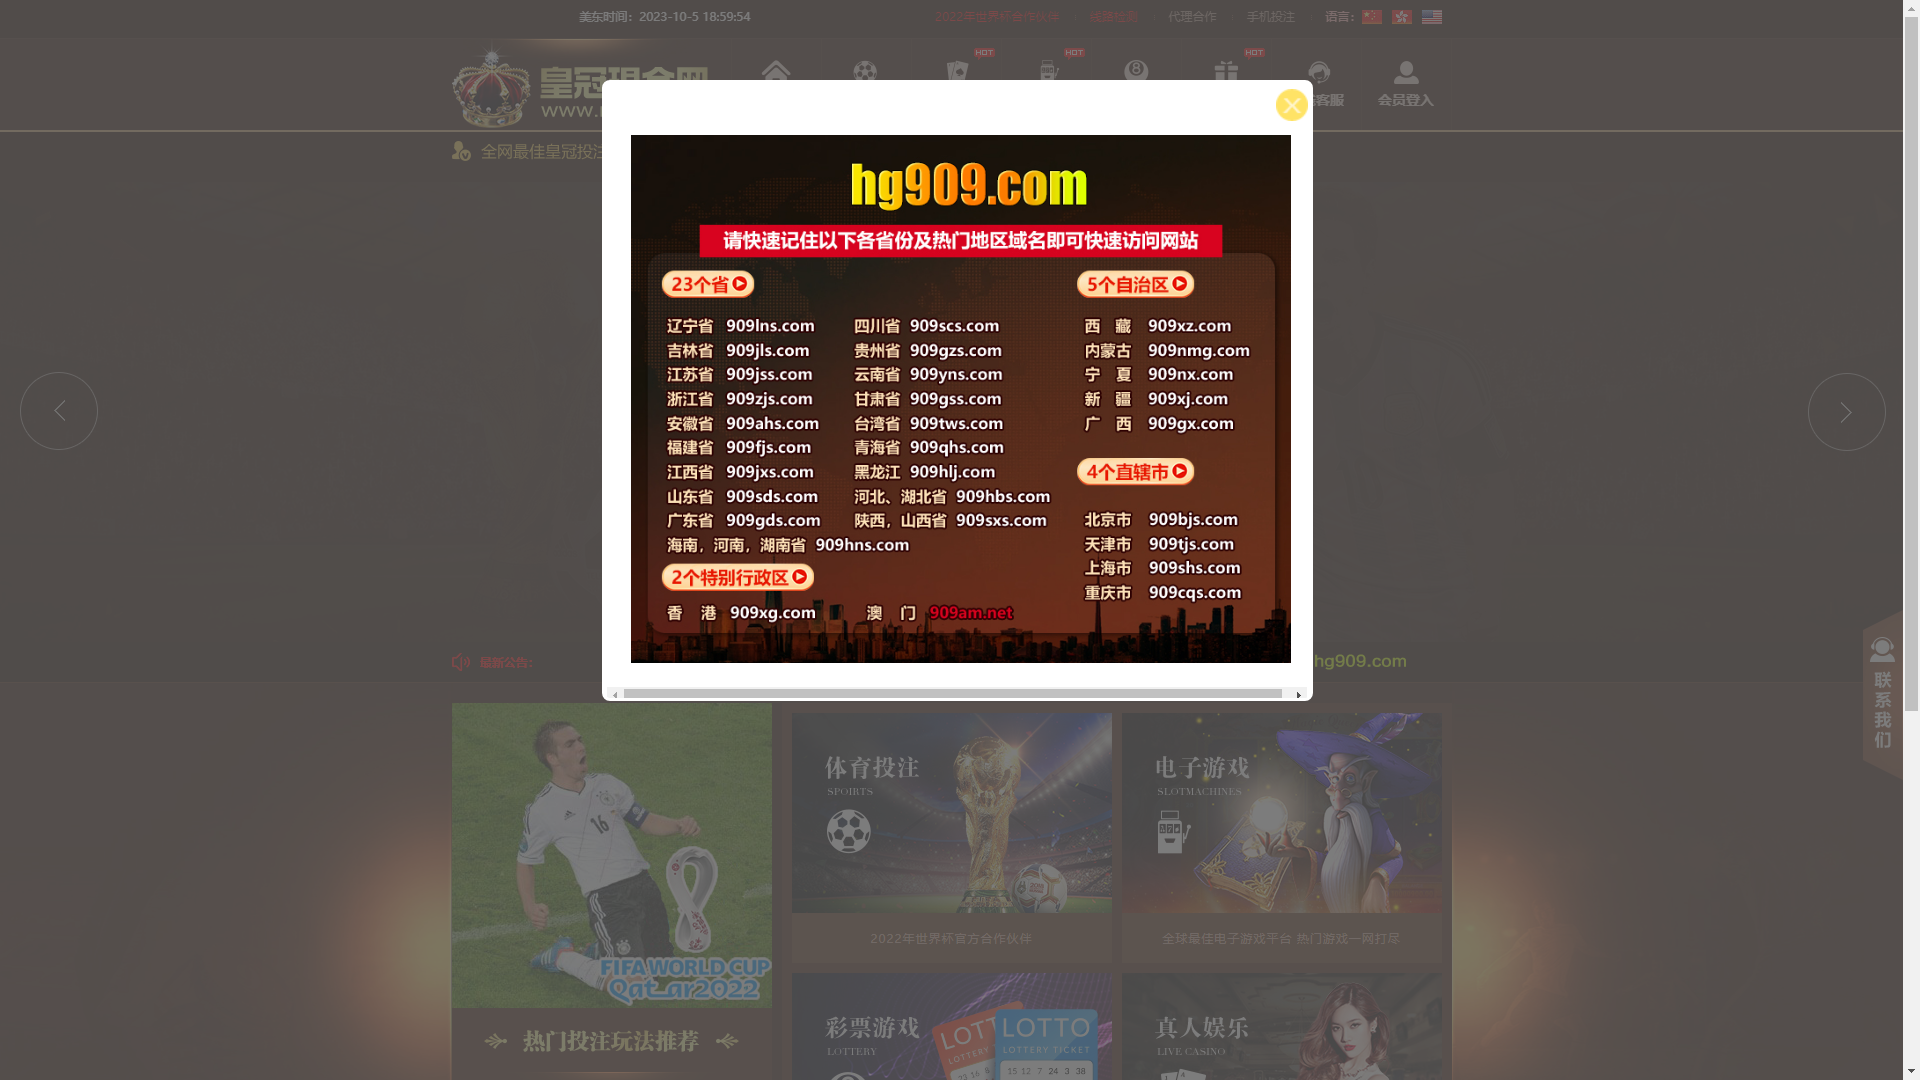 美东时间：2023-10-5 18:59:54
2022年世界杯合作伙伴 线路检测 代理合作 手机投注 语言：
HOT HOT HOT
皇冠现金网
www.
客服 会员登入
全网最佳皇冠投注
hg909.com
请快速记住以下各省份及热门地区域名即可快速访问网站
23个省
辽宁省 909lns.com 四川省 909scs.com
吉林省 909jls.com 贵州省 909gzs.com
江苏省 909jss.com 云南省 909yns.com
浙江省 909zjs.com 甘肃省 909gss.com
安徽省 909ahs.com 台湾省 909tws.com
福建省 909fjs.com 青海省 909qhs.com
江西省 909jxs.com 黑龙江 909hlj.com
山东省 909sds.com 河北、湖北省 909hbs.com
广东省 909gds.com 陕西，山西省 909sxs.com
海南，河南，湖南省 909hns.com
5个自治区
西 藏 909xz.com
内蒙古 909nmg.com
宁 夏 909nx.com
新 疆 909xj.com
广 西 909gx.com
4个直辖市
北京市 909bjs.com
天津市 909tjs.com
上海市 909shs.com
重庆市 909cqs.com
2个特别行政区
香 港 909xg.com 澳 门 909am.net
最新公告：
hg909.com
联系我们
16
FIFA WORLD CUP
Qatar2022
热门投注玩法推荐
体育投注
SPOIRTS
2022年世界杯官方合作伙伴
电子游戏
SLOTMACHINES
全球最佳电子游戏平台 热门游戏一网打尽
彩票游戏
LOTTERY
LOTT
LOTTERY
LOTTO
LOTTERY TICKET
15 12 7 24 3 38
真人娱乐
LIVE CASINO